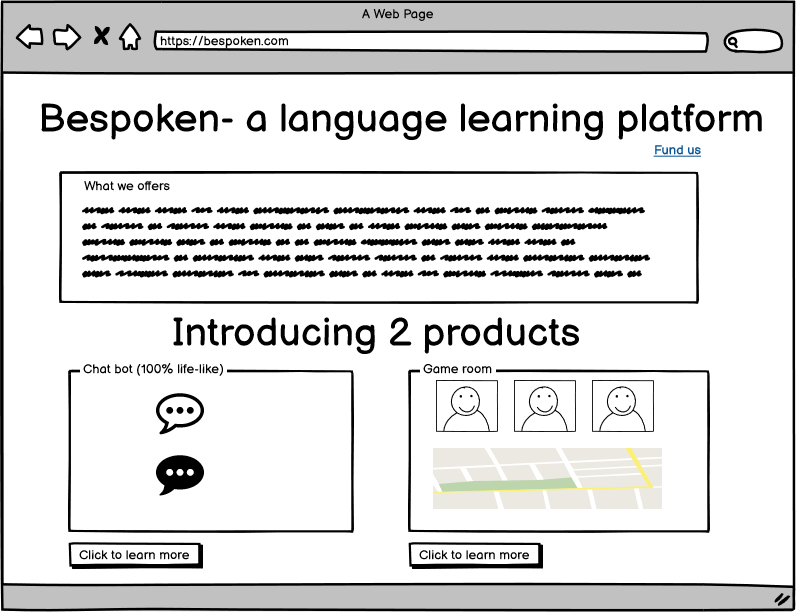 A Web Page
https://bespoken.com
Bespoken- a language learning platform
Fund us
What we offers
Introducing 2 products
Chat bot (100% life-like)
Game room
Click to learn more
Click to learn more